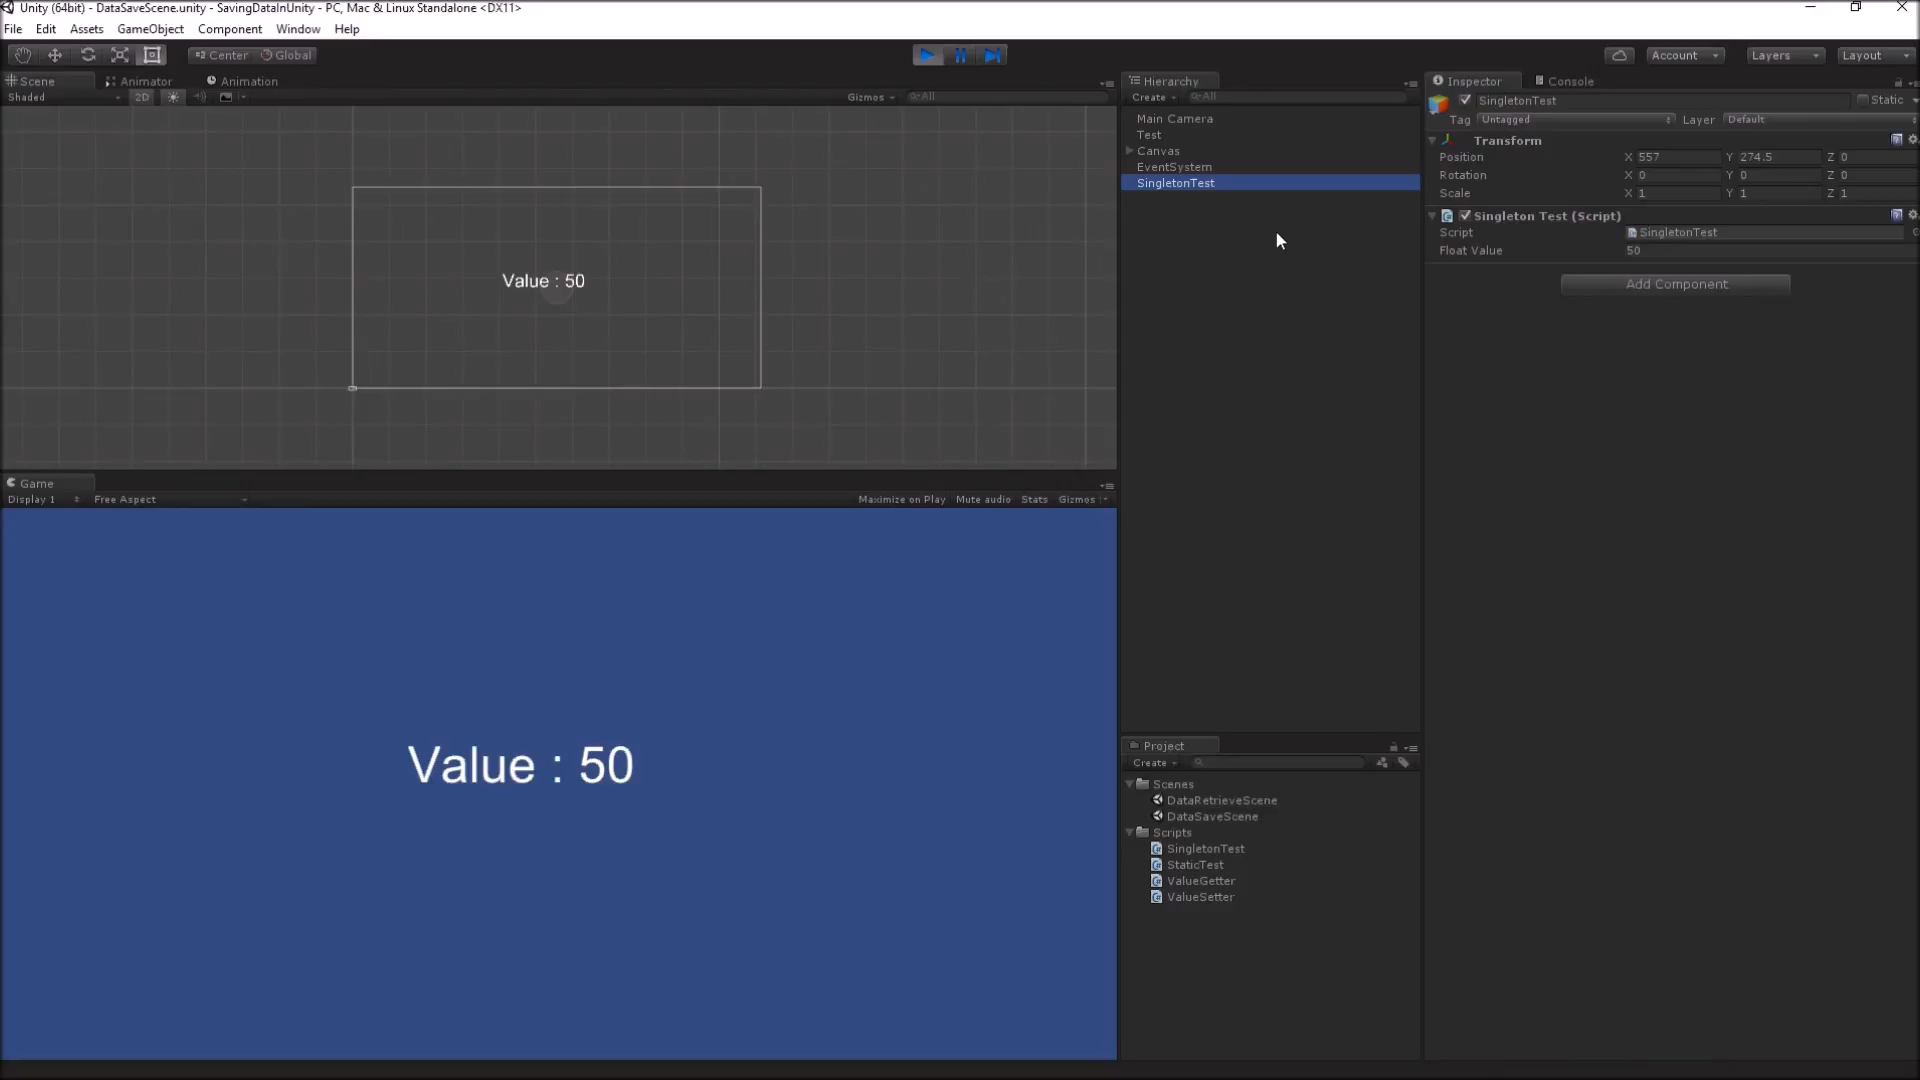 Unity (64bit) - DataSaveScene.unity - SavingDataInUnity - PC, Mac & Linux Standalone <DX11>
File Edit Assets GameObject Component Window Help
Center Global Account Layers Layout
Scene Animator Animation
Shaded 2D Gizmos All
Value : 50
Game
Display 1 Free Aspect Maximize on Play Mute audio Stats Gizmos
Value : 50
Hierarchy
Create All
Main Camera
Test
Canvas
EventSystem
SingletonTest
Project
Create
Scenes
DataRetrieveScene
DataSaveScene
Scripts
SingletonTest
StaticTest
ValueGetter
ValueSetter
Inspector Console
SingletonTest Static
Tag Untagged Layer Default
Transform
Position X 557 Y 274.5 Z 0
Rotation X 0 Y 0 Z 0
Scale X 1 Y 1 Z 1
Singleton Test (Script)
Script SingletonTest
Float Value 50
Add Component